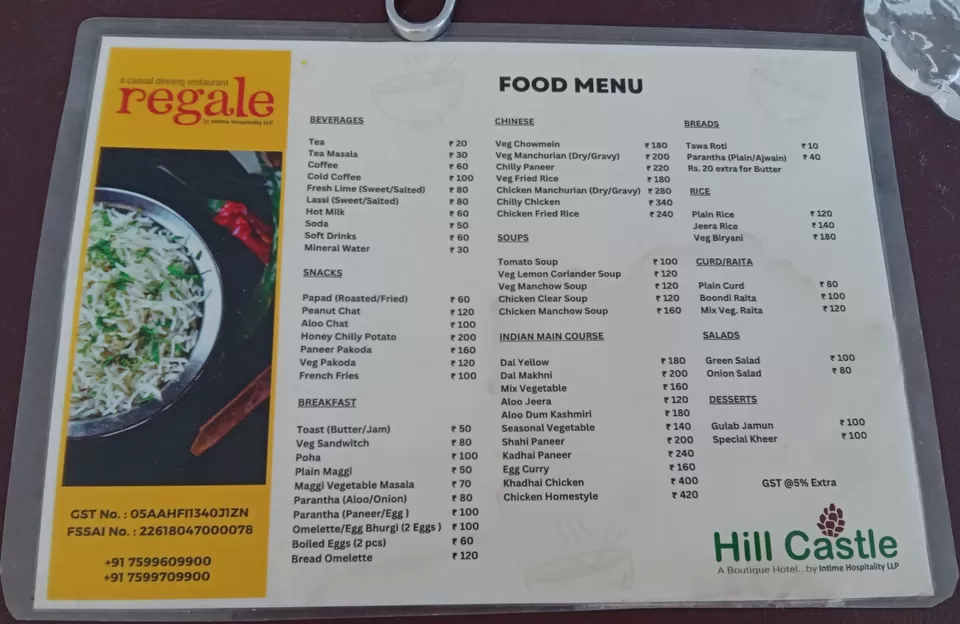 a casual dinning restaurant
regale
by Intime Hospitality LLP
GST No. : 05AAHFI1340J1ZN
FSSAI No. : 22618047000078
+91 7599609900
+91 7599709900
FOOD MENU
BEVERAGES
Tea ₹ 20
Tea Masala ₹ 30
Coffee ₹ 60
Cold Coffee ₹ 100
Fresh Lime (Sweet/Salted) ₹ 80
Lassi (Sweet/Salted) ₹ 80
Hot Milk ₹ 60
Soda ₹ 50
Soft Drinks ₹ 60
Mineral Water ₹ 30
SNACKS
Papad (Roasted/Fried) ₹ 60
Peanut Chat ₹ 120
Aloo Chat ₹ 100
Honey Chilly Potato ₹ 200
Paneer Pakoda ₹ 160
Veg Pakoda ₹ 120
French Fries ₹ 100
BREAKFAST
Toast (Butter/Jam) ₹ 50
Veg Sandwitch ₹ 80
Poha ₹ 100
Plain Maggi ₹ 50
Maggi Vegetable Masala ₹ 70
Parantha (Aloo/Onion) ₹ 80
Parantha (Paneer/Egg ) ₹ 100
Omelette/Egg Bhurgi (2 Eggs ) ₹ 100
Boiled Eggs (2 pcs) ₹ 60
Bread Omelette ₹ 120
CHINESE
Veg Chowmein ₹ 180
Veg Manchurian (Dry/Gravy) ₹ 200
Chilly Paneer ₹ 220
Veg Fried Rice ₹ 180
Chicken Manchurian (Dry/Gravy) ₹ 280
Chilly Chicken ₹ 340
Chicken Fried Rice ₹ 240
SOUPS
Tomato Soup ₹ 100
Veg Lemon Coriander Soup ₹ 120
Veg Manchow Soup ₹ 120
Chicken Clear Soup ₹ 120
Chicken Manchow Soup ₹ 160
INDIAN MAIN COURSE
Dal Yellow ₹ 180
Dal Makhni ₹ 200
Mix Vegetable ₹ 160
Aloo Jeera ₹ 120
Aloo Dum Kashmiri ₹ 180
Seasonal Vegetable ₹ 140
Shahi Paneer ₹ 200
Kadhai Paneer ₹ 240
Egg Curry ₹ 160
Khadhai Chicken ₹ 400
Chicken Homestyle ₹ 420
BREADS
Tawa Roti ₹ 10
Parantha (Plain/Ajwain) ₹ 40
Rs. 20 extra for Butter
RICE
Plain Rice ₹ 120
Jeera Rice ₹ 140
Veg Biryani ₹ 180
CURD/RAITA
Plain Curd ₹ 80
Boondi Raita ₹ 100
Mix Veg. Raita ₹ 120
SALADS
Green Salad ₹ 100
Onion Salad ₹ 80
DESSERTS
Gulab Jamun ₹ 100
Special Kheer ₹ 100
GST @5% Extra
Hill Castle
A Boutique Hotel...by Intime Hospitality LLP